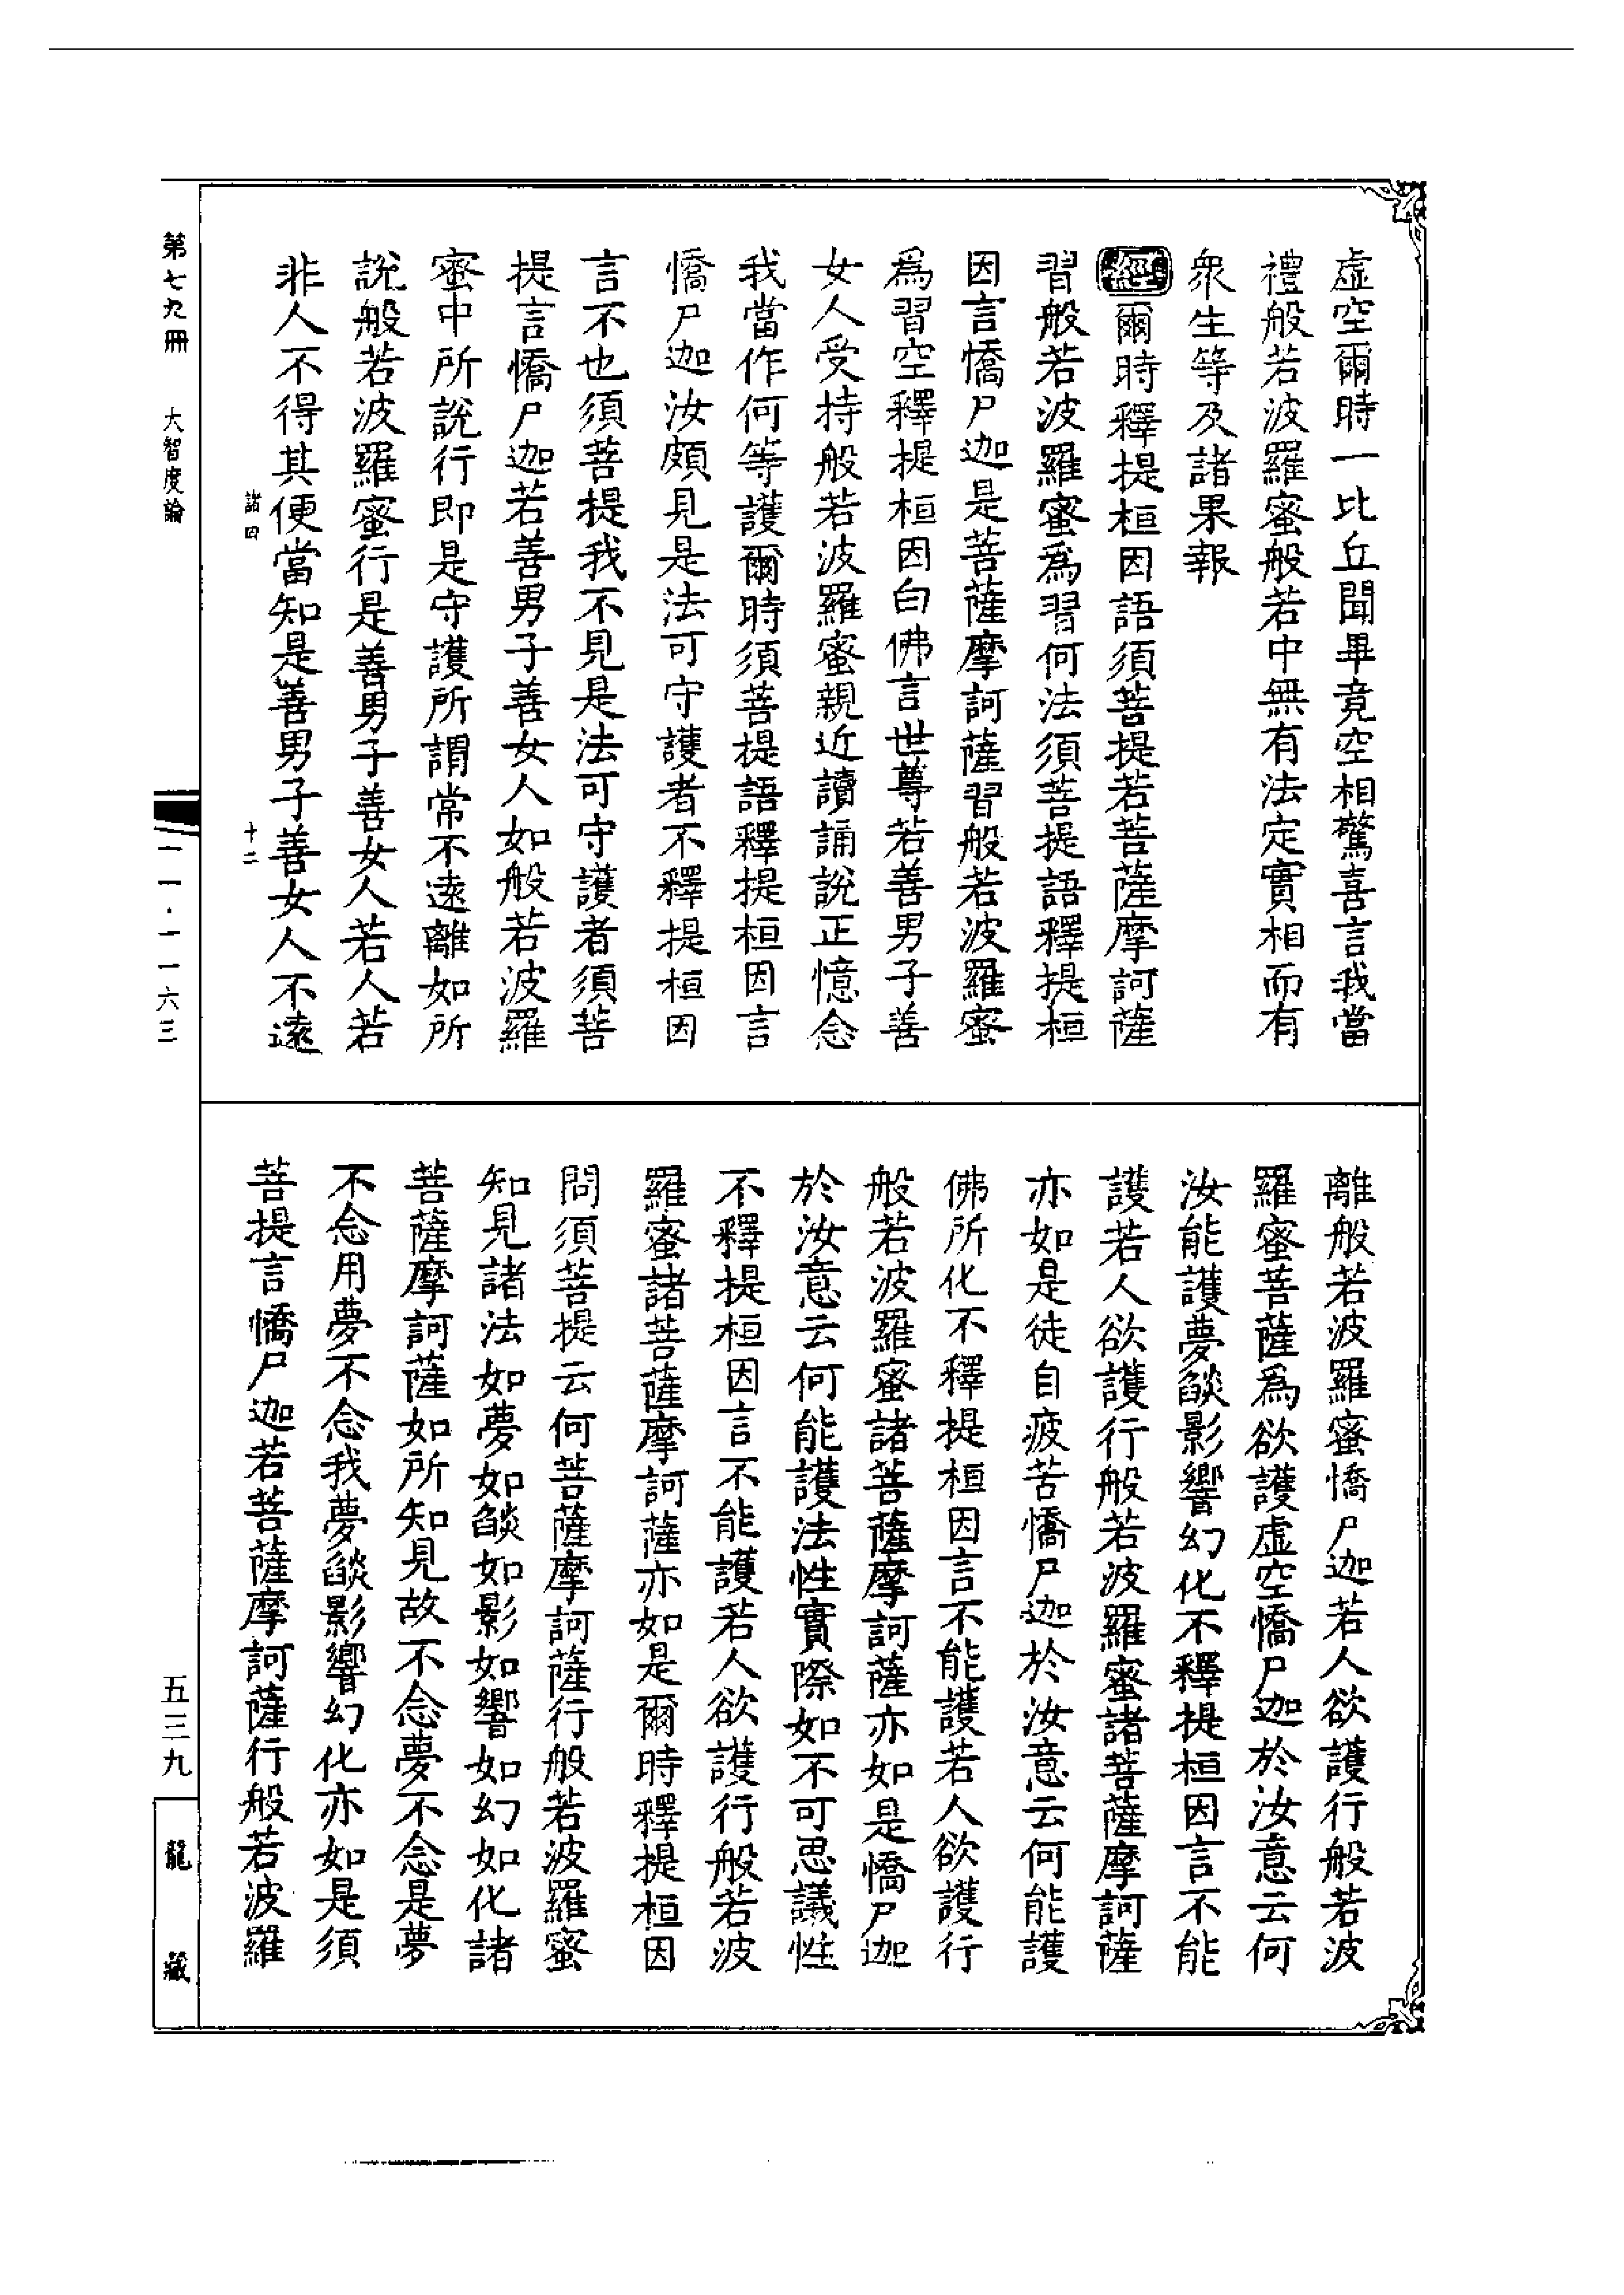 虛空爾時一比丘聞畢竟空相驚喜言我當
禮般若波羅蜜般若中無有法定實相而有
衆生等及諸果報
經爾時釋提桓因語須菩提若菩薩摩訶薩
習般若波羅蜜爲習何法須菩提語釋提桓
因言憍尸迦是菩薩摩訶薩習般若波羅蜜
爲習空釋提桓因白佛言世尊若善男子善
女人受持般若波羅蜜親近讀誦說正憶念
我當作何等護爾時須菩提語釋提桓因言
憍尸迦汝頗見是法可守護者不釋提桓因
言不也須菩提我不見是法可守護者須菩
提言憍尸迦若善男子善女人如般若波羅
蜜中所說行即是守護所謂常不遠離如所
說般若波羅蜜行是善男子善女人若人若
非人不得其便當知是善男子善女人不遠
諸四
十二
離般若波羅蜜憍尸迦若人欲護行般若波
羅蜜菩薩爲欲護虛空憍尸迦於汝意云何
汝能護夢燄影響幻化不釋提桓因言不能
護若人欲護行般若波羅蜜諸菩薩摩訶薩
亦如是徒自疲苦憍尸迦於汝意云何能護
佛所化不釋提桓因言不能護若人欲護行
般若波羅蜜諸菩薩摩訶薩亦如是憍尸迦
於汝意云何能護法性實際如不可思議性
不釋提桓因言不能護若人欲護行般若波
羅蜜諸菩薩摩訶薩亦如是爾時釋提桓因
問須菩提云何菩薩摩訶薩行般若波羅蜜
知見諸法如夢如燄如影如響如幻如化諸
菩薩摩訶薩如所知見故不念夢不念是夢
不念用夢不念我夢燄影響幻化亦如是須
菩提言憍尸迦若菩薩摩訶薩行般若波羅
第七九冊 大智度論
一一·一一六三
五三九
龍藏